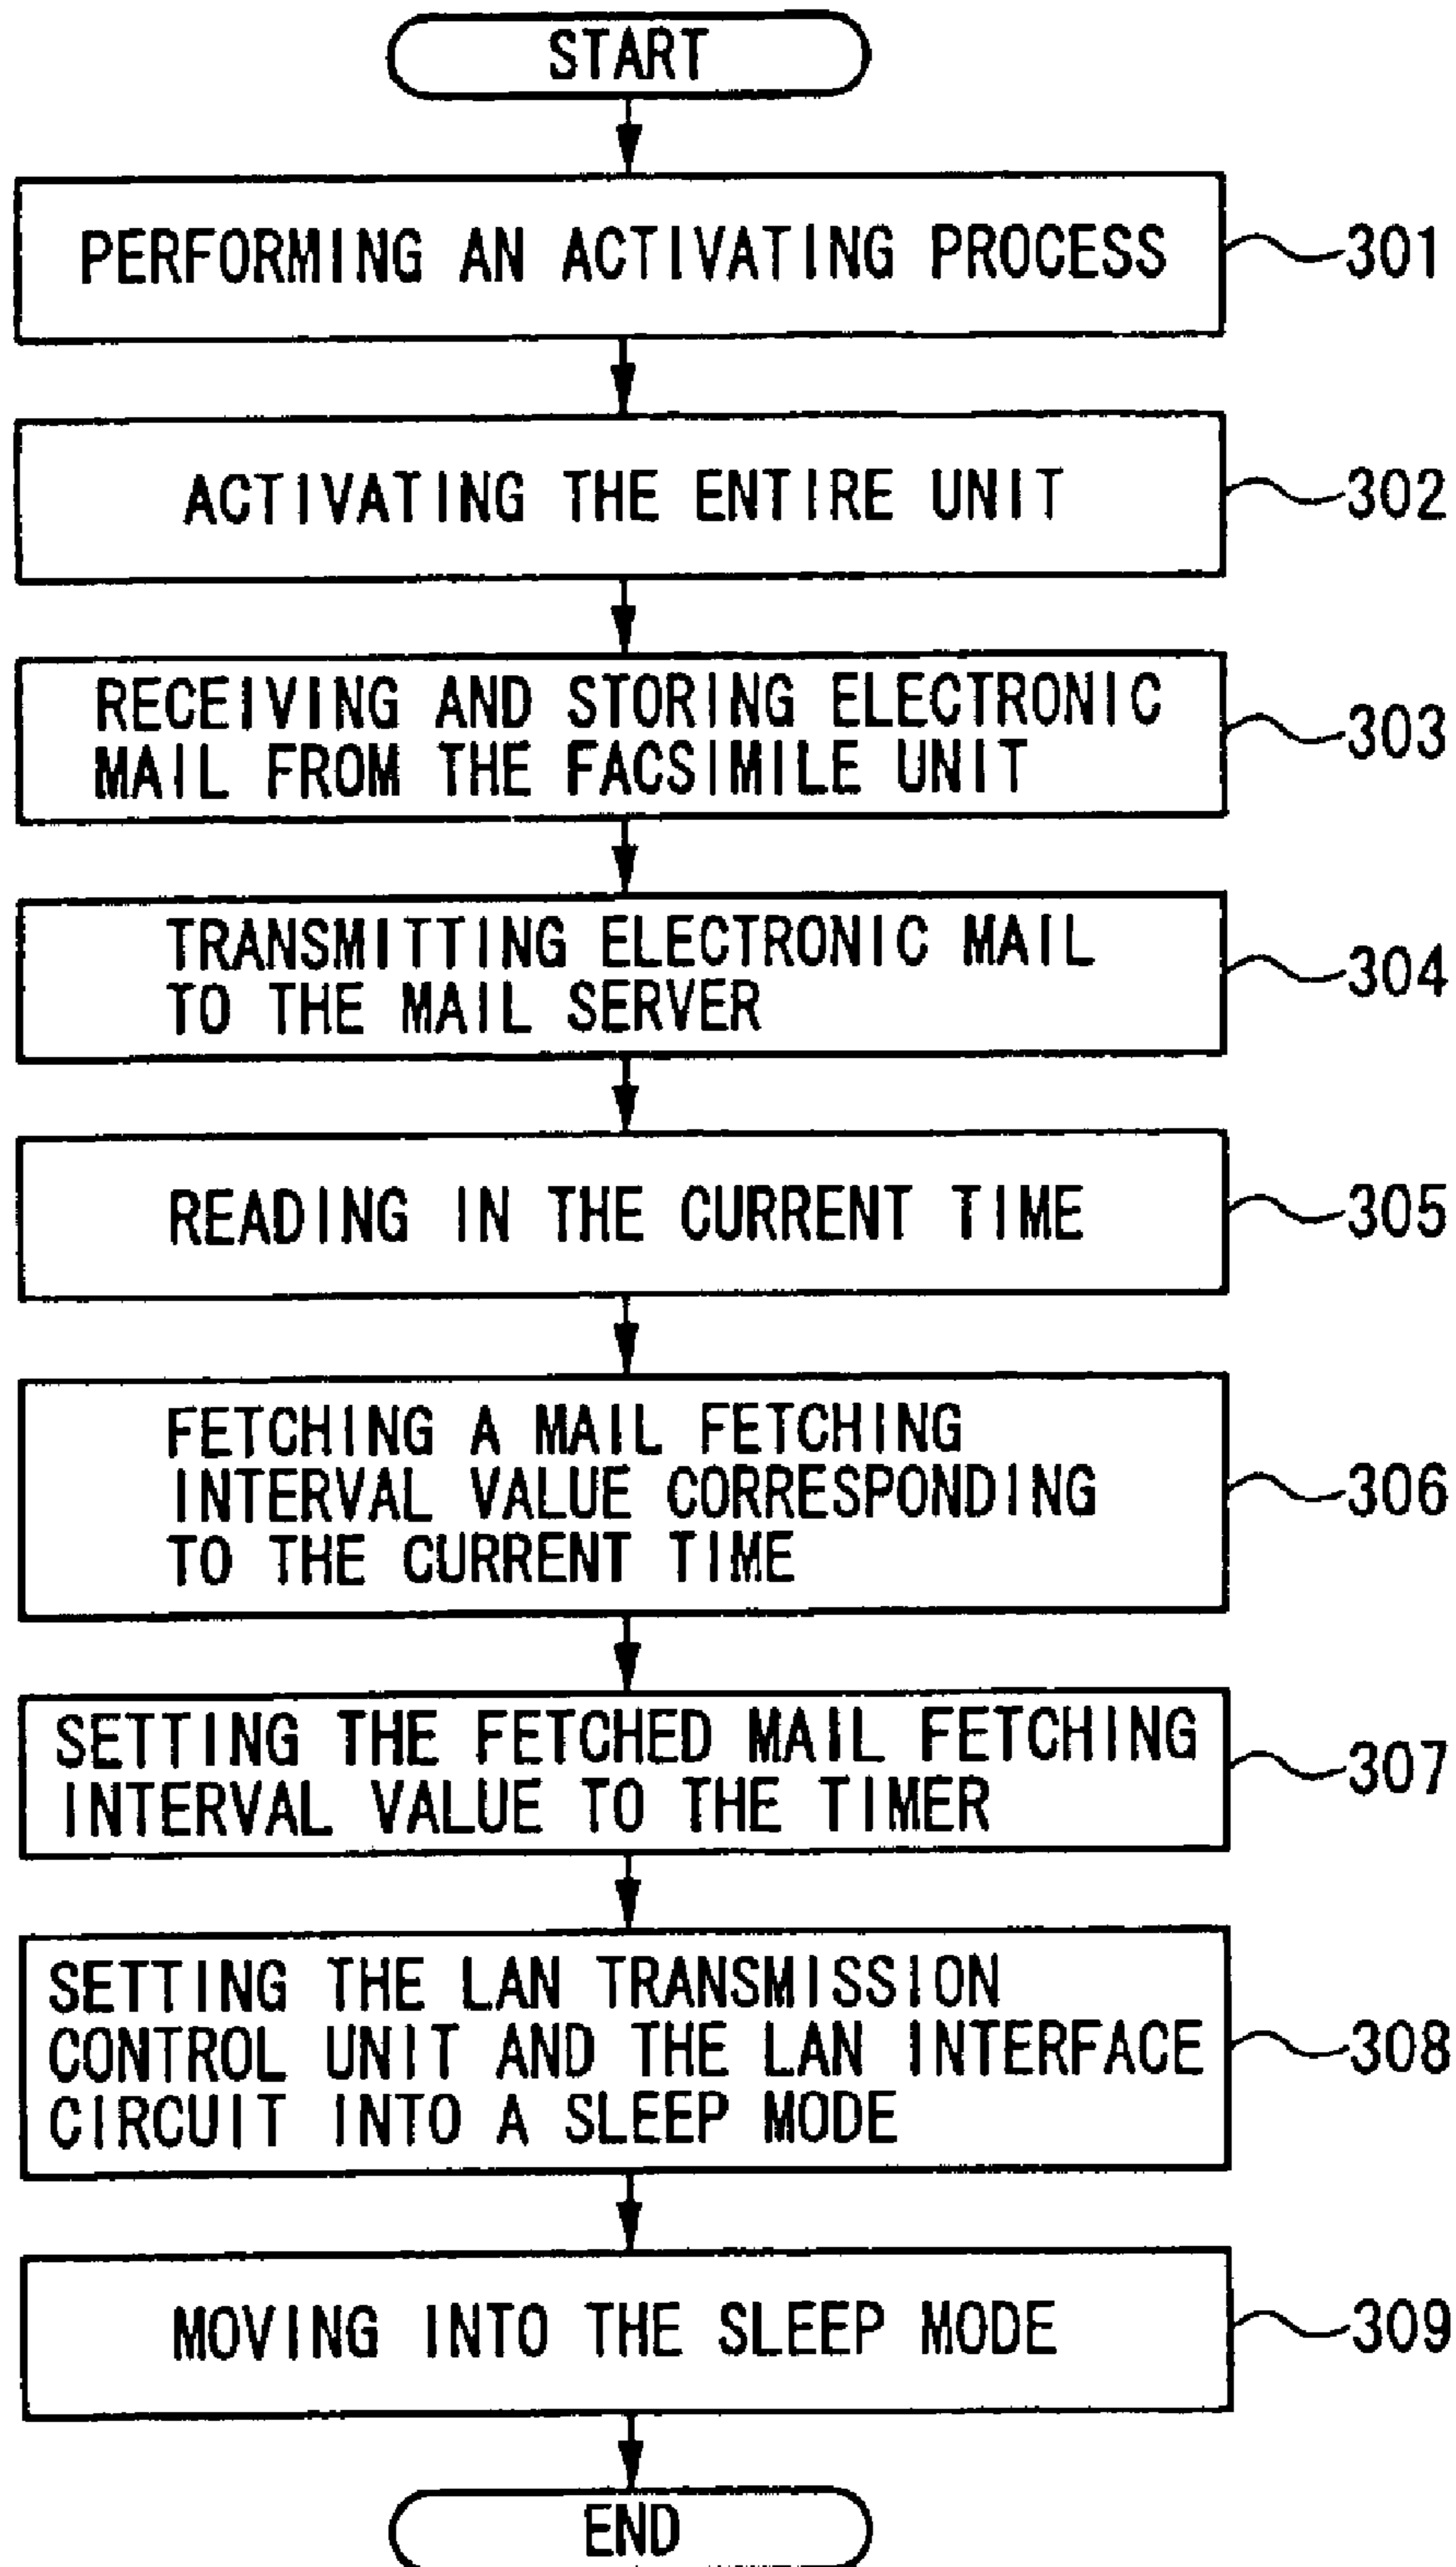 START
PERFORMING AN ACTIVATING PROCESS
301
ACTIVATING THE ENTIRE UNIT
302
RECEIVING AND STORING ELECTRONIC
MAIL FROM THE FACSIMILE UNIT
303
TRANSMITTING ELECTRONIC MAIL
TO THE MAIL SERVER
304
READING IN THE CURRENT TIME
305
FETCHING A MAIL FETCHING
INTERVAL VALUE CORRESPONDING
TO THE CURRENT TIME
306
SETTING THE FETCHED MAIL FETCHING
INTERVAL VALUE TO THE TIMER
307
SETTING THE LAN TRANSMISSION
CONTROL UNIT AND THE LAN INTERFACE
CIRCUIT INTO A SLEEP MODE
308
MOVING INTO THE SLEEP MODE
309
END